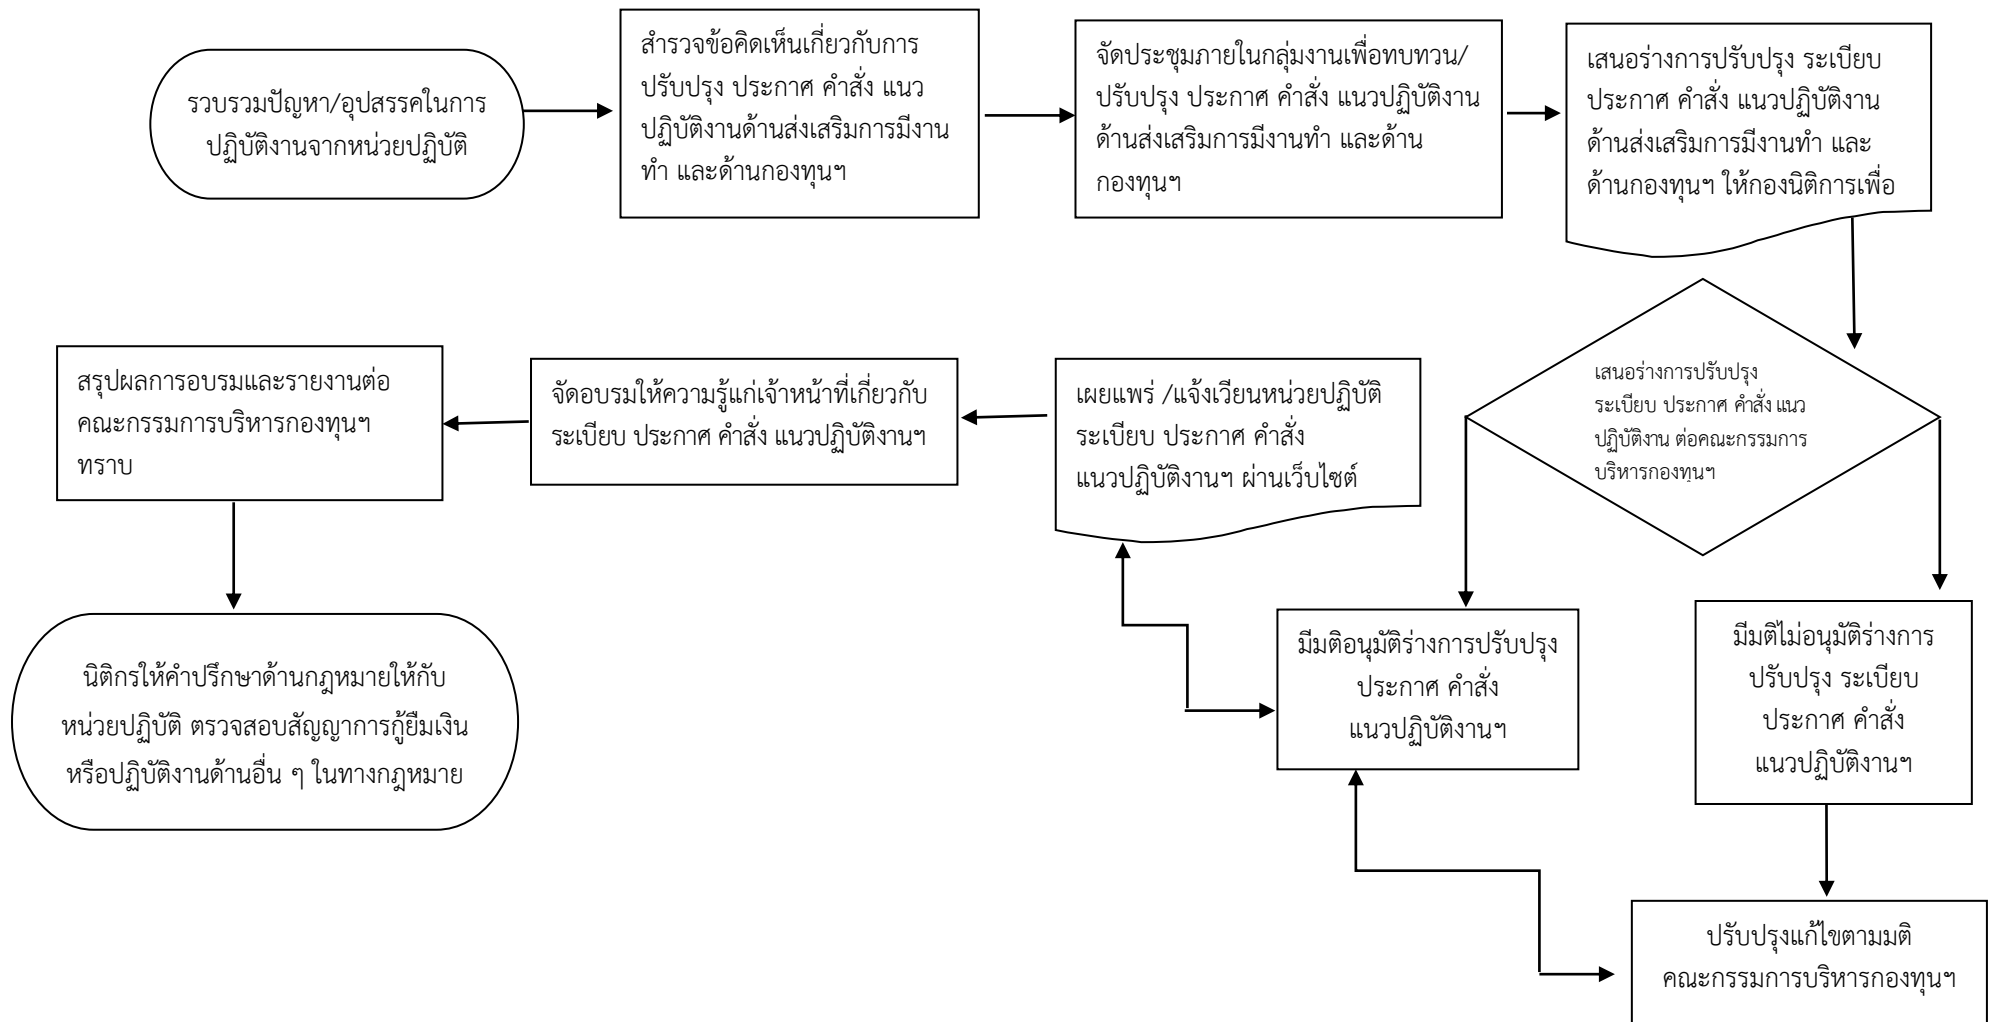 รวบรวมปัญหา/อุปสรรคในการ
ปฏิบัติงานจากหน่วยปฏิบัติ
สำรวจข้อคิดเห็นเกี่ยวกับการ
ปรับปรุง ประกาศ คำสั่ง แนว
ปฏิบัติงานด้านส่งเสริมการมีงาน
ทำ และด้านกองทุนฯ
จัดประชุมภายในกลุ่มงานเพื่อทบทวน/
ปรับปรุง ประกาศ คำสั่ง แนวปฏิบัติงาน
ด้านส่งเสริมการมีงานทำ และด้าน
กองทุนฯ
เสนอร่างการปรับปรุง ระเบียบ
ประกาศ คำสั่ง แนวปฏิบัติงาน
ด้านส่งเสริมการมีงานทำ และ
ด้านกองทุนฯ ให้กองนิติการเพื่อ
เสนอร่างการปรับปรุง
ระเบียบ ประกาศ คำสั่ง แนว
ปฏิบัติงาน ต่อคณะกรรมการ
บริหารกองทุนฯ
เผยแพร่ /แจ้งเวียนหน่วยปฏิบัติ
ระเบียบ ประกาศ คำสั่ง
แนวปฏิบัติงานฯ ผ่านเว็บไซต์
จัดอบรมให้ความรู้แก่เจ้าหน้าที่เกี่ยวกับ
ระเบียบ ประกาศ คำสั่ง แนวปฏิบัติงานฯ
สรุปผลการอบรมและรายงานต่อ
คณะกรรมการบริหารกองทุนฯ
ทราบ
นิติกรให้คำปรึกษาด้านกฎหมายให้กับ
หน่วยปฏิบัติ ตรวจสอบสัญญาการกู้ยืมเงิน
หรือปฏิบัติงานด้านอื่น ๆ ในทางกฎหมาย
มีมติอนุมัติร่างการปรับปรุง
ประกาศ คำสั่ง
แนวปฏิบัติงานฯ
มีมติไม่อนุมัติร่างการ
ปรับปรุง ระเบียบ
ประกาศ คำสั่ง
แนวปฏิบัติงานฯ
ปรับปรุงแก้ไขตามมติ
คณะกรรมการบริหารกองทุนฯ